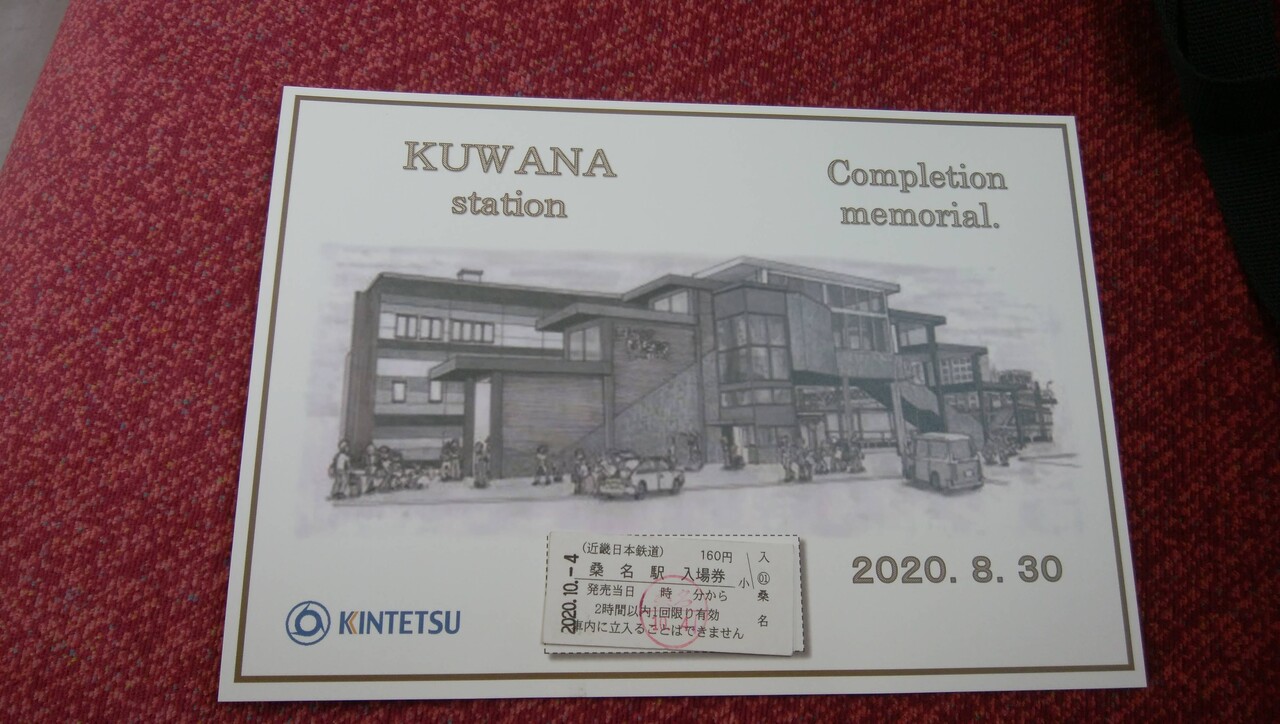 KUWANA
station
Completion
memorial.
2020.10.-4
(近畿日本鉄道) 160円
桑名駅 入場券
小
発売当日 時 分から
2時間以内1回限り有効
車内に立入ることはできません
入
01
桑
名
2020. 8. 30
KINTETSU